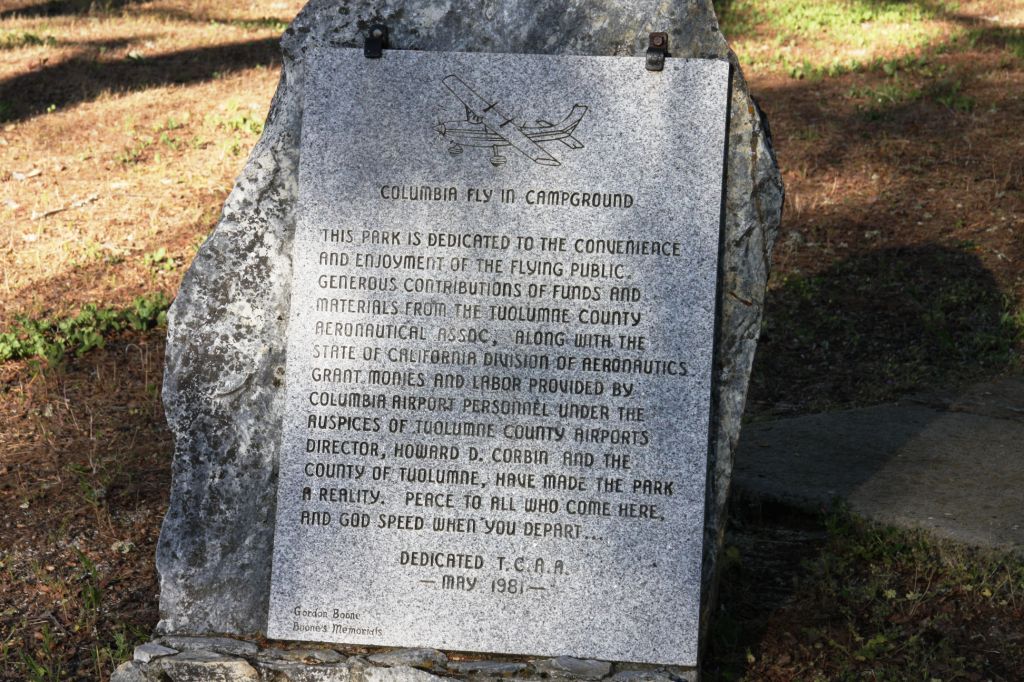 COLUMBIA FLY IN CAMPGROUND
THIS PARK IS DEDICATED TO THE CONVENIENCE
AND ENJOYMENT OF THE FLYING PUBLIC.
GENEROUS CONTRIBUTIONS OF FUNDS AND
MATERIALS FROM THE TUOLUMNE COUNTY
AERONAUTICAL ASSOC, ALONG WITH THE
STATE OF CALIFORNIA DIVISION OF AERONAUTICS
GRANT MONIES AND LABOR PROVIDED BY
COLUMBIA AIRPORT PERSONNEL UNDER THE
AUSPICES OF TUOLUMNE COUNTY AIRPORTS
DIRECTOR, HOWARD D. CORBIN AND THE
COUNTY OF TUOLUMNE, HAVE MADE THE PARK
A REALITY. PEACE TO ALL WHO COME HERE,
AND GOD SPEED WHEN YOU DEPART...
DEDICATED T.C.A.A.
— MAY 1981 —
Gordon Boone
Boone's Memorials